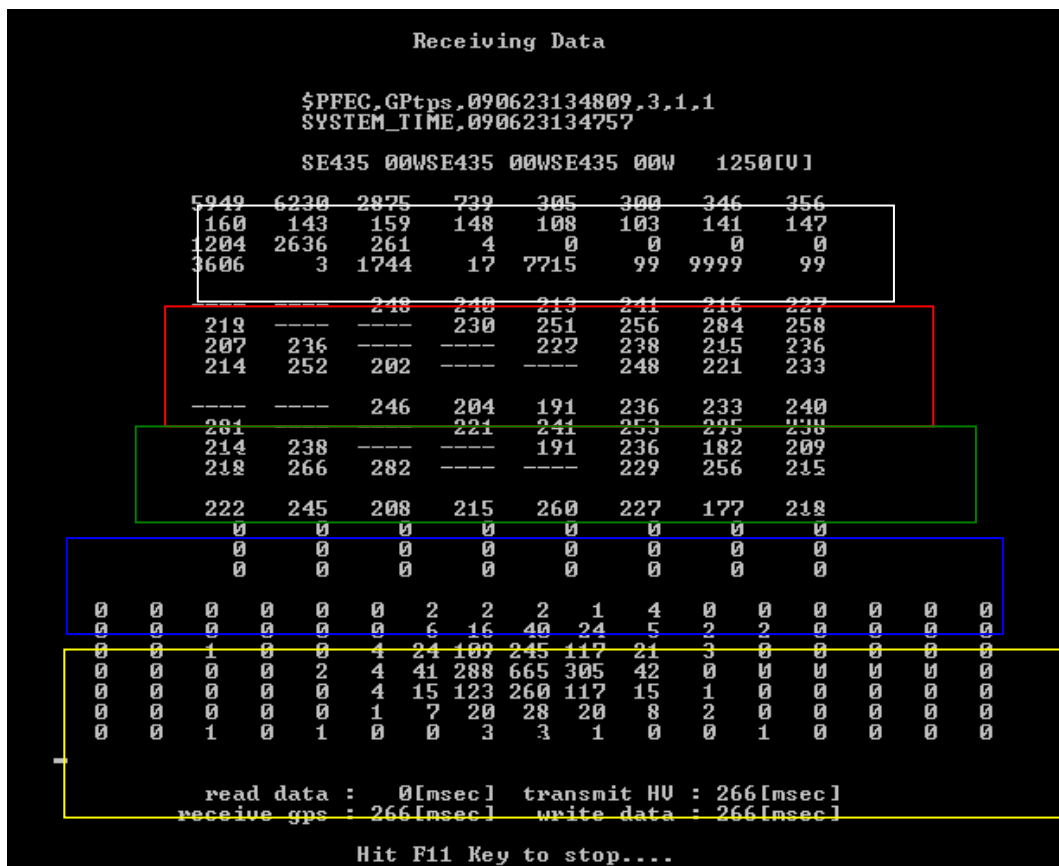 Receiving Data
$PFEC,GPtps,090623134809,3,1,1
SYSTEM_TIME,090623134757
SE435 00WSE435 00WSE435 00W 1250[V]
5949 6230 2875 739 305 300 346 356
160 143 159 148 108 103 141 147
1204 2636 261 4 0 0 0 0
3606 3 1744 17 7715 99 9999 99
---- ---- 248 240 213 241 216 227
218 ---- ---- 230 251 256 284 258
207 236 ---- ---- 227 238 215 236
214 252 202 ---- ---- 248 221 233
---- ---- 246 204 191 236 233 240
281 ---- ---- 221 241 253 295 238
214 238 ---- ---- 191 236 182 209
218 266 282 ---- ---- 229 256 215
222 245 208 215 260 227 177 218
0 0 0 0 0 0 0 0
0 0 0 0 0 0 0 0
0 0 0 0 0 0 0 0
0 0 0 0 0 0 2 2 2 1 4 0 0 0 0 0 0
0 0 0 0 0 0 6 16 40 24 5 2 2 0 0 0 0
0 0 1 0 0 4 24 109 245 117 21 3 0 0 0 0 0
0 0 0 0 2 4 41 288 665 305 42 0 0 0 0 0 0
0 0 0 0 0 4 15 123 260 117 15 1 0 0 0 0 0
0 0 0 0 0 1 7 20 28 20 8 2 0 0 0 0 0
0 0 1 0 1 0 0 3 3 1 0 0 1 0 0 0 0
read data : 0[msec] transmit HV : 266[msec]
receive gps : 266[msec] write data : 266[msec]
Hit F11 Key to stop....